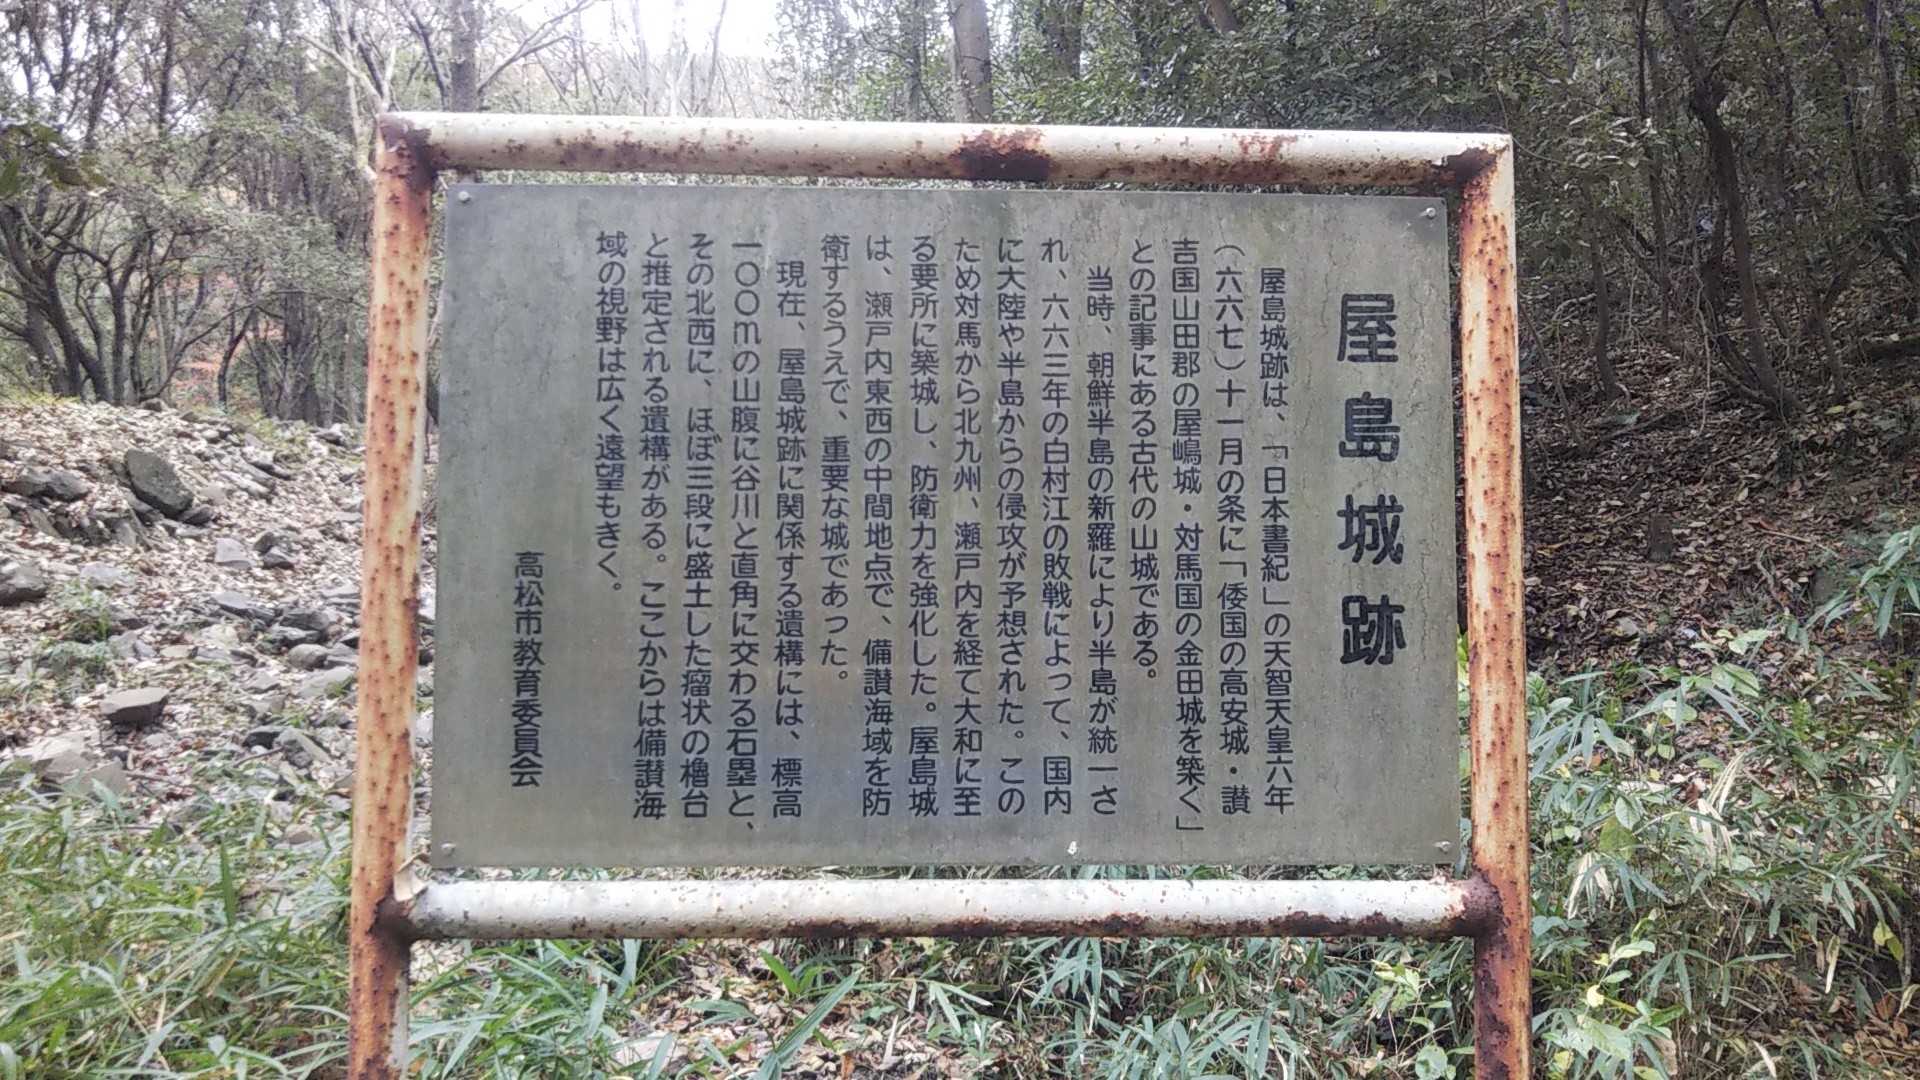 屋島城跡
屋島城跡は、「日本書紀」の天智天皇六年
（六六七）十一月の条に「倭国の高安城・讃
吉国山田郡の屋嶋城・対馬国の金田城を築く」
との記事にある古代の山城である。
当時、朝鮮半島の新羅により半島が統一さ
れ、六六三年の白村江の敗戦によって、国内
に大陸や半島からの侵攻が予想された。この
ため対馬から北九州、瀬戸内を経て大和に至
る要所に築城し、防衛力を強化した。屋島城
は、瀬戸内東西の中間地点で、備讃海域を防
衛するうえで、重要な城であった。
現在、屋島城跡に関係する遺構には、標高
一〇〇mの山腹に谷川と直角に交わる石塁と、
その北西に、ほぼ三段に盛土した瘤状の櫓台
と推定される遺構がある。ここからは備讃海
域の視野は広く遠望もきく。
高松市教育委員会